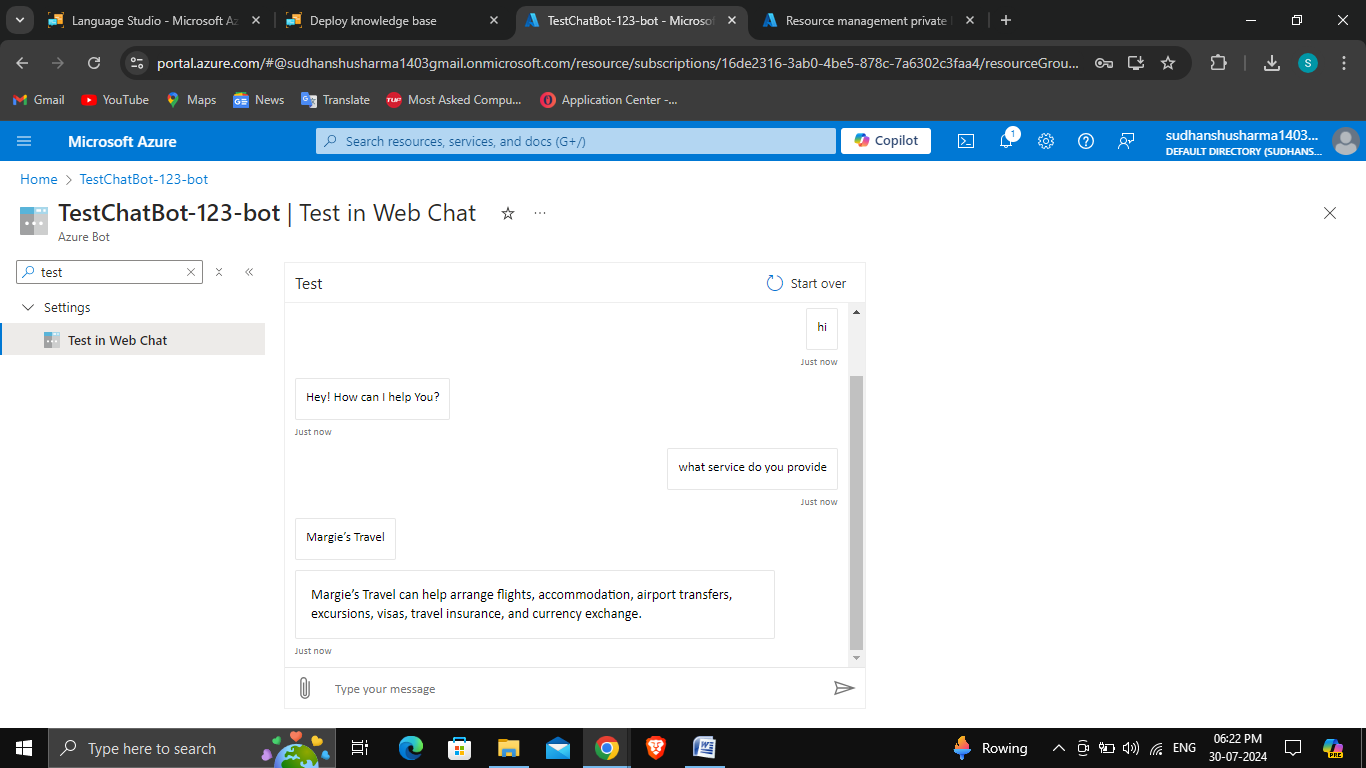 Language Studio - Microsoft Az
Deploy knowledge base
TestChatBot-123-bot - Microsof
Resource management private
portal.azure.com/#@sudhanshusharma1403gmail.onmicrosoft.com/resource/subscriptions/16de2316-3ab0-4be5-878c-7a6302c3faa4/resourceGrou...
S
Gmail
YouTube
Maps
News
Translate
Most Asked Compu...
Application Center -...
Microsoft Azure
Search resources, services, and docs (G+/)
Copilot
1
sudhanshusharma1403...
DEFAULT DIRECTORY (SUDHANS...
Home > TestChatBot-123-bot
TestChatBot-123-bot | Test in Web Chat
Azure Bot
test
Settings
Test in Web Chat
Test
Start over
hi
Just now
Hey! How can I help You?
Just now
what service do you provide
Just now
Margie’s Travel
Margie’s Travel can help arrange flights, accommodation, airport transfers,
excursions, visas, travel insurance, and currency exchange.
Just now
Type your message
Type here to search
Rowing
ENG
06:22 PM
30-07-2024
PRE